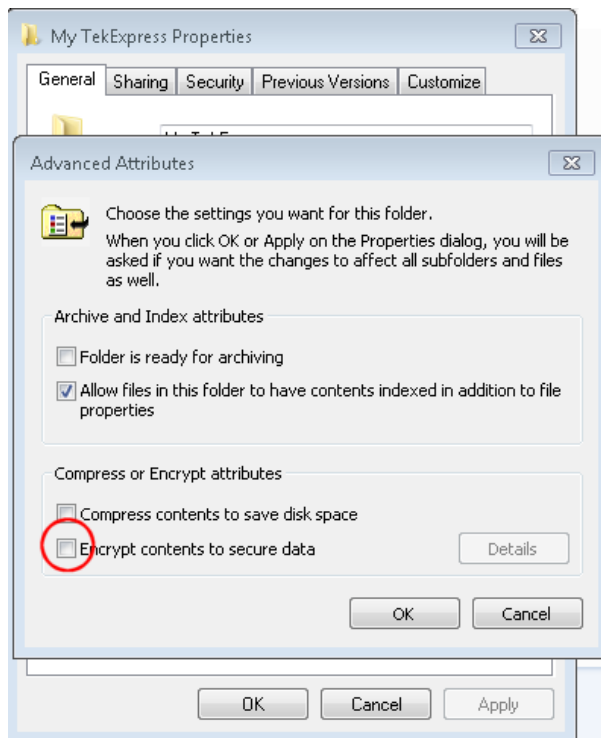 My TekExpress Properties
General Sharing Security Previous Versions Customize
Advanced Attributes
Choose the settings you want for this folder.
When you click OK or Apply on the Properties dialog, you will be
asked if you want the changes to affect all subfolders and files
as well.
Archive and Index attributes
Folder is ready for archiving
Allow files in this folder to have contents indexed in addition to file
properties
Compress or Encrypt attributes
Compress contents to save disk space
Encrypt contents to secure data Details
OK Cancel
OK Cancel Apply